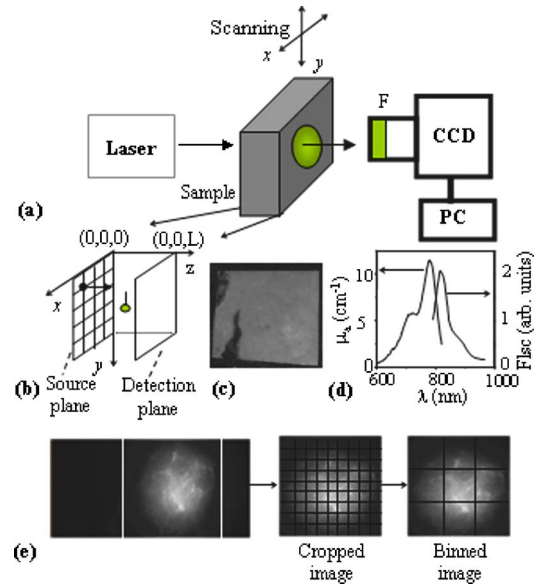 Scanning
x
y
F
Laser
CCD
Sample
(a)
PC
(0,0,0)
(0,0,L)
z
x
y
(b)
Source
plane
Detection
plane
(c)
(d)
μa (cm-1)
10
5
0
2
1
0
Flsc (arb. units)
600
800
1000
λ (nm)
(e)
Cropped
image
Binned
image